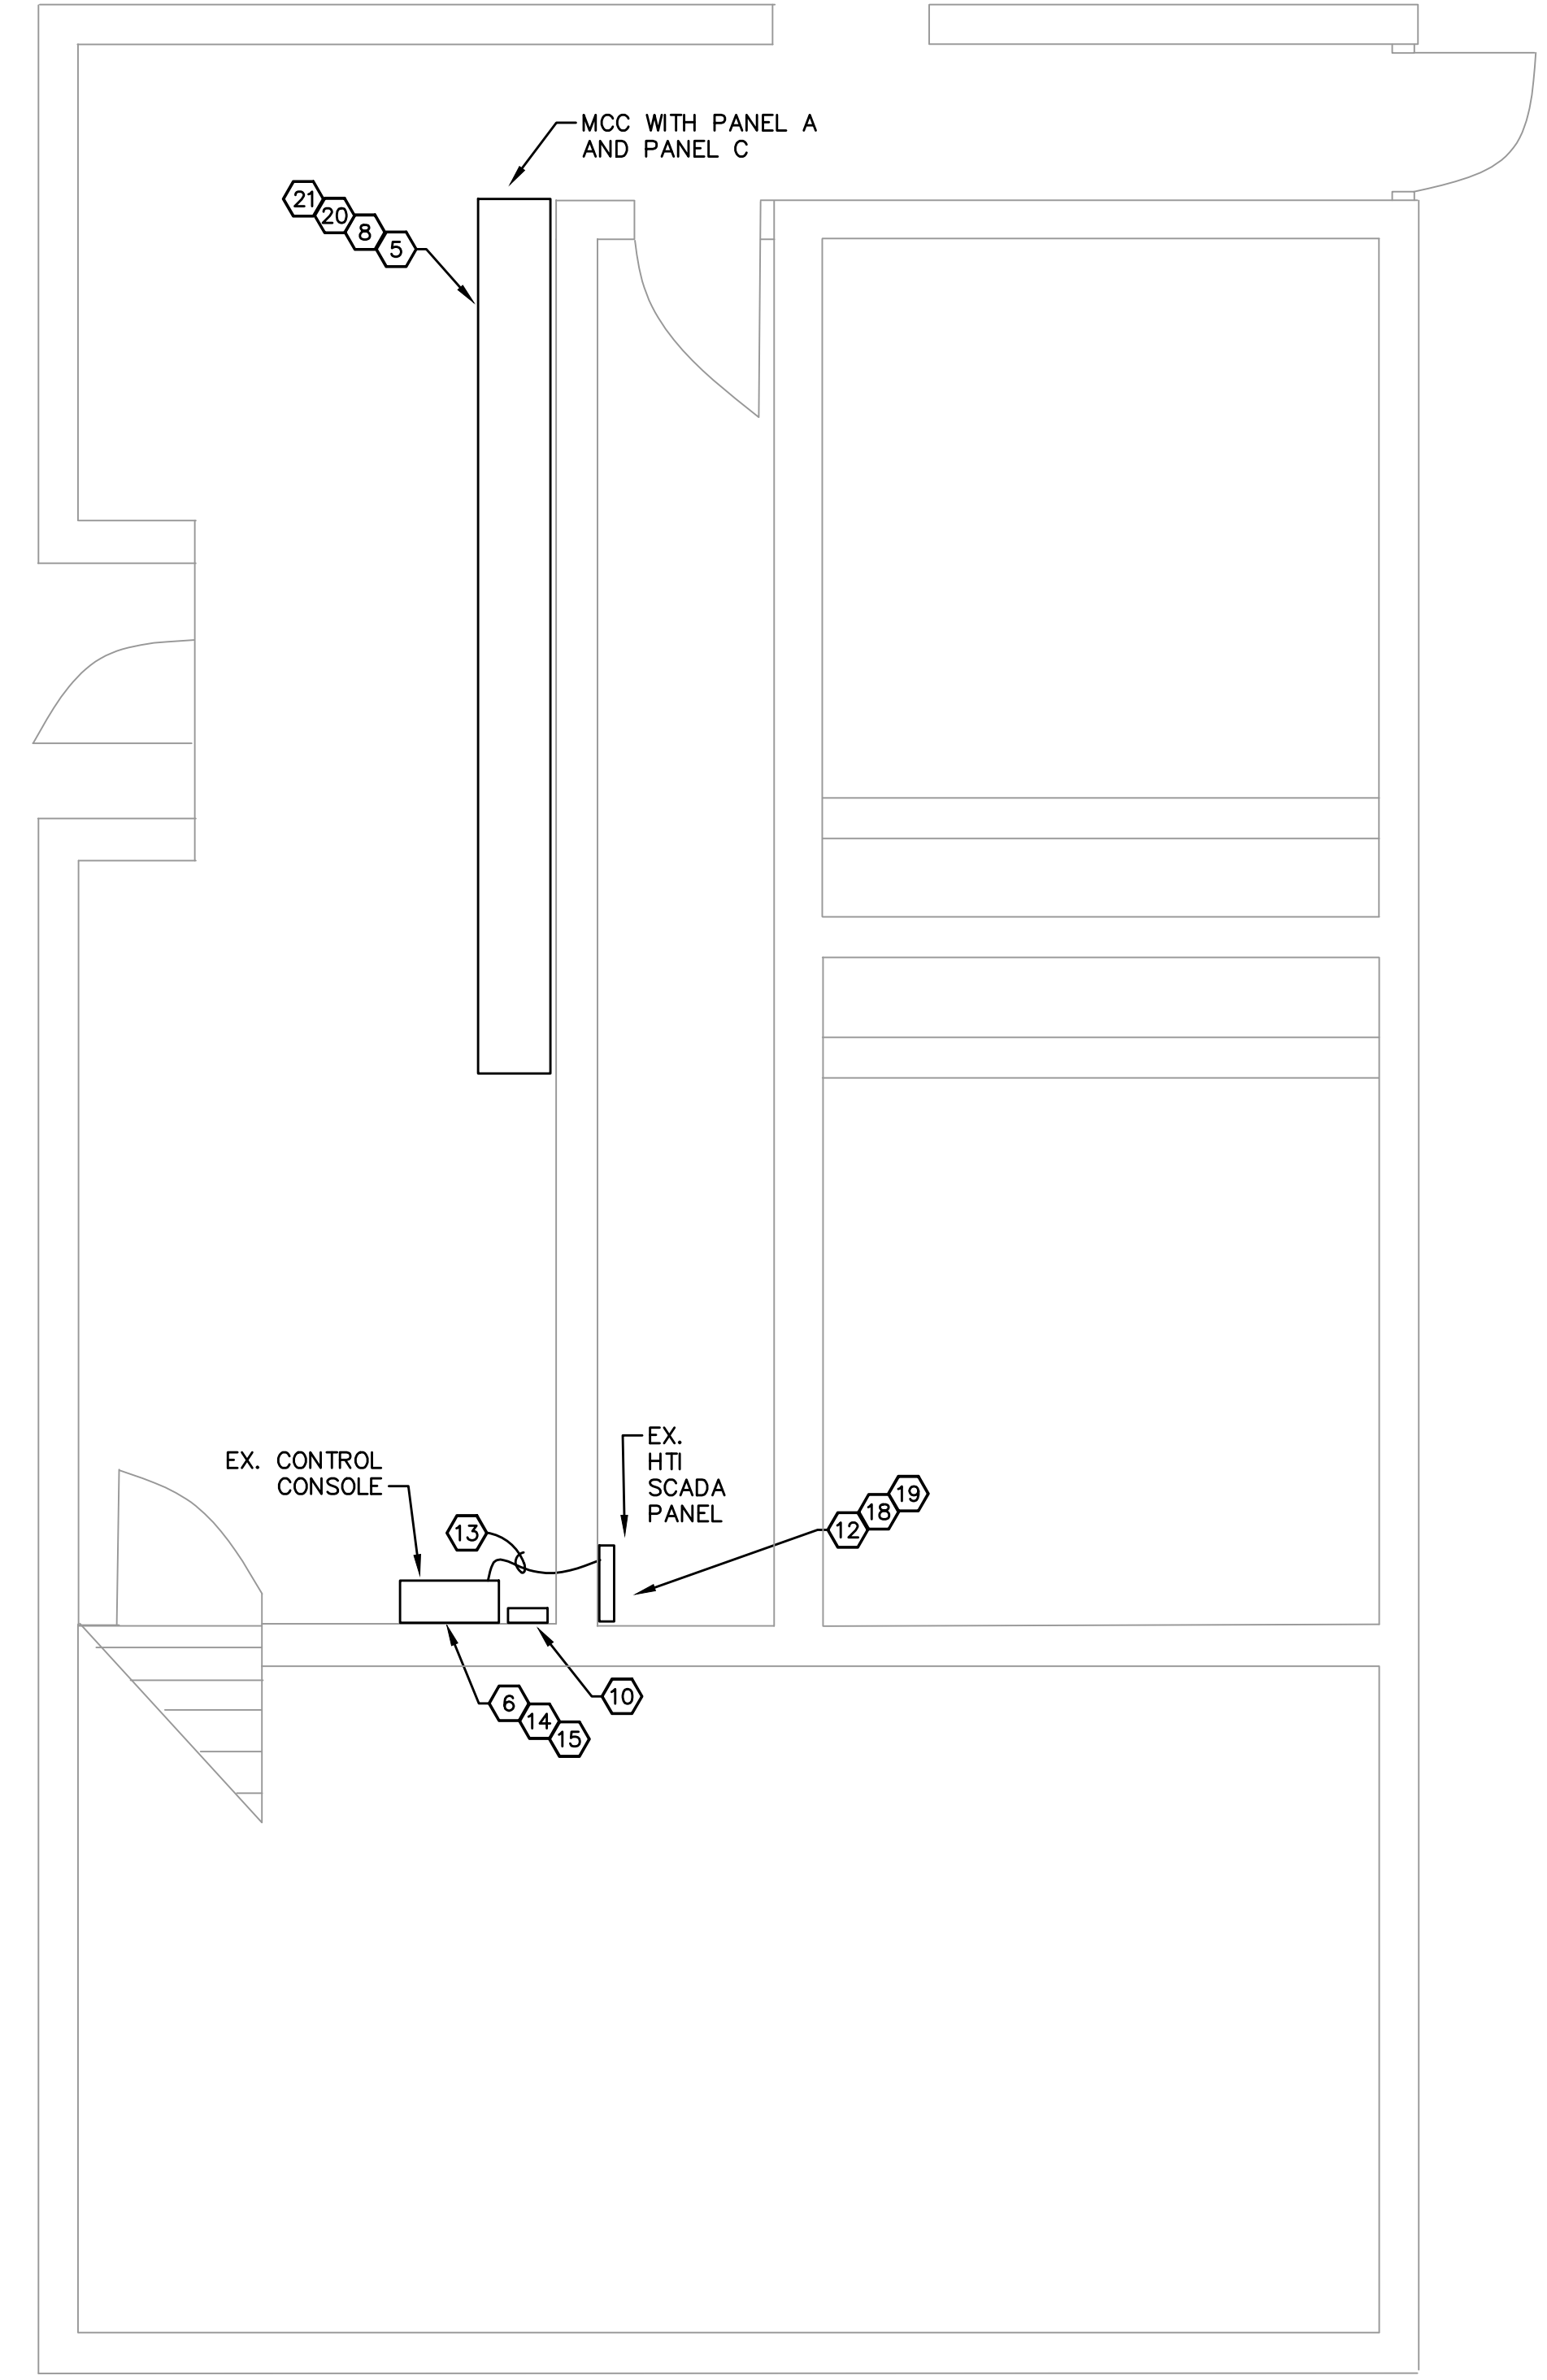 MCC WITH PANEL A
AND PANEL C
21
20
8
5
EX. CONTROL
CONSOLE
EX.
HTI
SCADA
PANEL
13
12
18
19
6
14
15
10